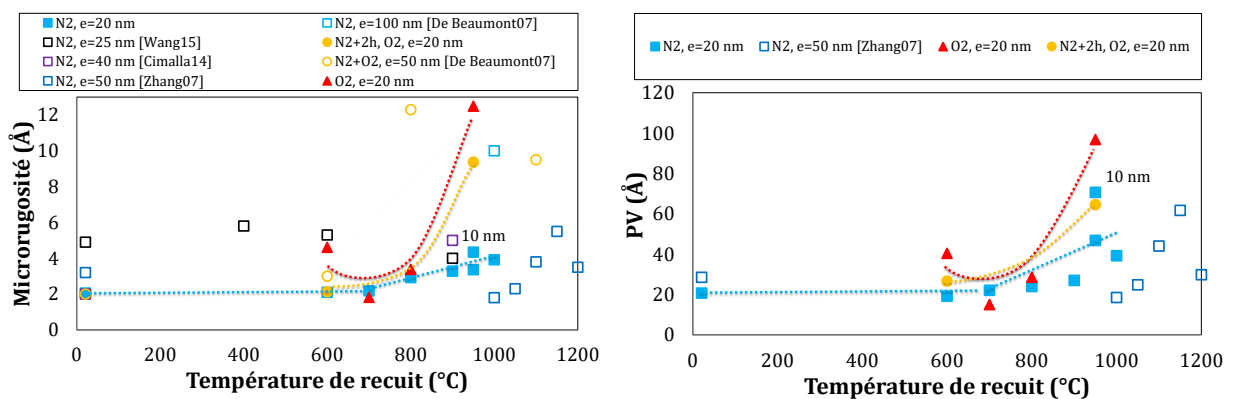 N2, e=20 nm
N2, e=100 nm [De Beaumont07]
N2, e=25 nm [Wang15]
N2+2h, O2, e=20 nm
N2, e=40 nm [Cimalla14]
N2+O2, e=50 nm [De Beaumont07]
N2, e=50 nm [Zhang07]
O2, e=20 nm
12
10
8
6
4
2
0
Microrugosité (Å)
10 nm
0 200 400 600 800 1000 1200
Température de recuit (°C)
N2, e=20 nm N2, e=50 nm [Zhang07] O2, e=20 nm N2+2h, O2, e=20 nm
120
100
80
60
40
20
0
PV (Å)
10 nm
0 200 400 600 800 1000 1200
Température de recuit (°C)